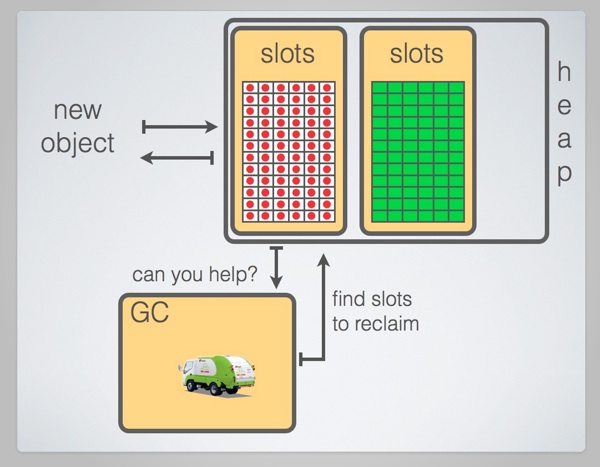 slots
slots
new
object
h
e
a
p
can you help?
find slots
to reclaim
GC